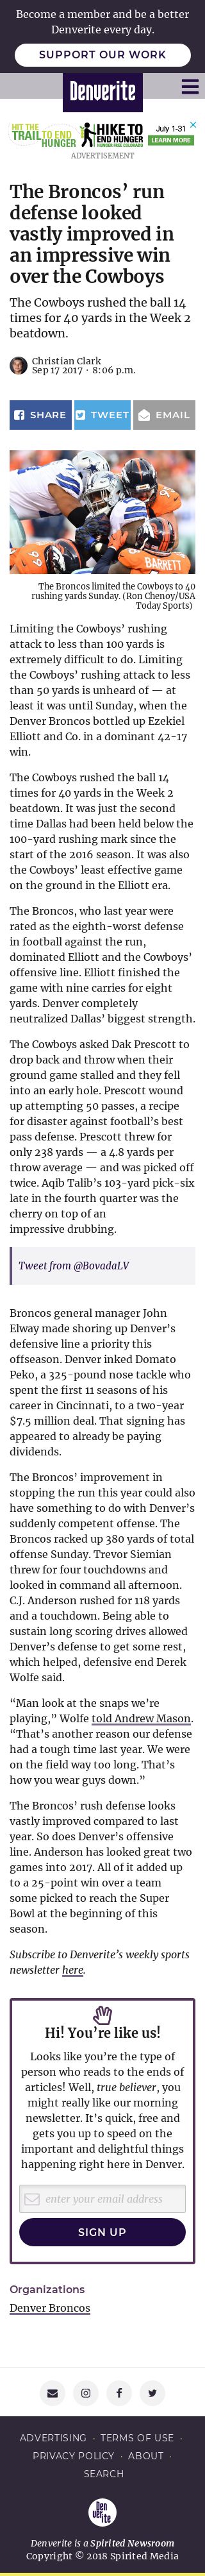 Become a member and be a better
Denverite every day.
SUPPORT OUR WORK
Denverite
HIT THE
TRAIL TO END
HUNGER
HIKE TO
END HUNGER
HUNGER FREE COLORADO
July 1-31
LEARN MORE
ADVERTISEMENT
The Broncos’ run
defense looked
vastly improved in
an impressive win
over the Cowboys
The Cowboys rushed the ball 14
times for 40 yards in the Week 2
beatdown.
Christian Clark
Sep 17 2017 · 8:06 p.m.
SHARE
TWEET
EMAIL
BARRETT
The Broncos limited the Cowboys to 40
rushing yards Sunday. (Ron Chenoy/USA
Today Sports)
Limiting the Cowboys’ rushing
attack to less than 100 yards is
extremely difficult to do. Limiting
the Cowboys’ rushing attack to less
than 50 yards is unheard of — at
least it was until Sunday, when the
Denver Broncos bottled up Ezekiel
Elliott and Co. in a dominant 42-17
win.
The Cowboys rushed the ball 14
times for 40 yards in the Week 2
beatdown. It was just the second
time Dallas had been held below the
100-yard rushing mark since the
start of the 2016 season. It was also
the Cowboys’ least effective game
on the ground in the Elliott era.
The Broncos, who last year were
rated as the eighth-worst defense
in football against the run,
dominated Elliott and the Cowboys’
offensive line. Elliott finished the
game with nine carries for eight
yards. Denver completely
neutralized Dallas’ biggest strength.
The Cowboys asked Dak Prescott to
drop back and throw when their
ground game stalled and they fell
into an early hole. Prescott wound
up attempting 50 passes, a recipe
for disaster against football’s best
pass defense. Prescott threw for
only 238 yards — a 4.8 yards per
throw average — and was picked off
twice. Aqib Talib’s 103-yard pick-six
late in the fourth quarter was the
cherry on top of an
impressive drubbing.
Tweet from @BovadaLV
Broncos general manager John
Elway made shoring up Denver’s
defensive line a priority this
offseason. Denver inked Domato
Peko, a 325-pound nose tackle who
spent the first 11 seasons of his
career in Cincinnati, to a two-year
$7.5 million deal. That signing has
appeared to already be paying
dividends.
The Broncos’ improvement in
stopping the run this year could also
have something to do with Denver’s
suddenly competent offense. The
Broncos racked up 380 yards of total
offense Sunday. Trevor Siemian
threw for four touchdowns and
looked in command all afternoon.
C.J. Anderson rushed for 118 yards
and a touchdown. Being able to
sustain long scoring drives allowed
Denver’s defense to get some rest,
which helped, defensive end Derek
Wolfe said.
“Man look at the snaps we’re
playing,” Wolfe told Andrew Mason.
“That’s another reason our defense
had a tough time last year. We were
on the field way too long. That’s
how you wear guys down.”
The Broncos’ rush defense looks
vastly improved compared to last
year. So does Denver’s offensive
line. Anderson has looked great two
games into 2017. All of it added up
to a 25-point win over a team
some picked to reach the Super
Bowl at the beginning of this
season.
Subscribe to Denverite’s weekly sports
newsletter here.
Hi! You’re like us!
Looks like you’re the type of
person who reads to the ends of
articles! Well, true believer, you
might really like our morning
newsletter. It’s quick, free and
gets you up to speed on the
important and delightful things
happening right here in Denver.
enter your email address
SIGN UP
Organizations
Denver Broncos
ADVERTISING · TERMS OF USE ·
PRIVACY POLICY · ABOUT ·
SEARCH
Den
ver
ite
Denverite is a Spirited Newsroom
Copyright © 2018 Spirited Media